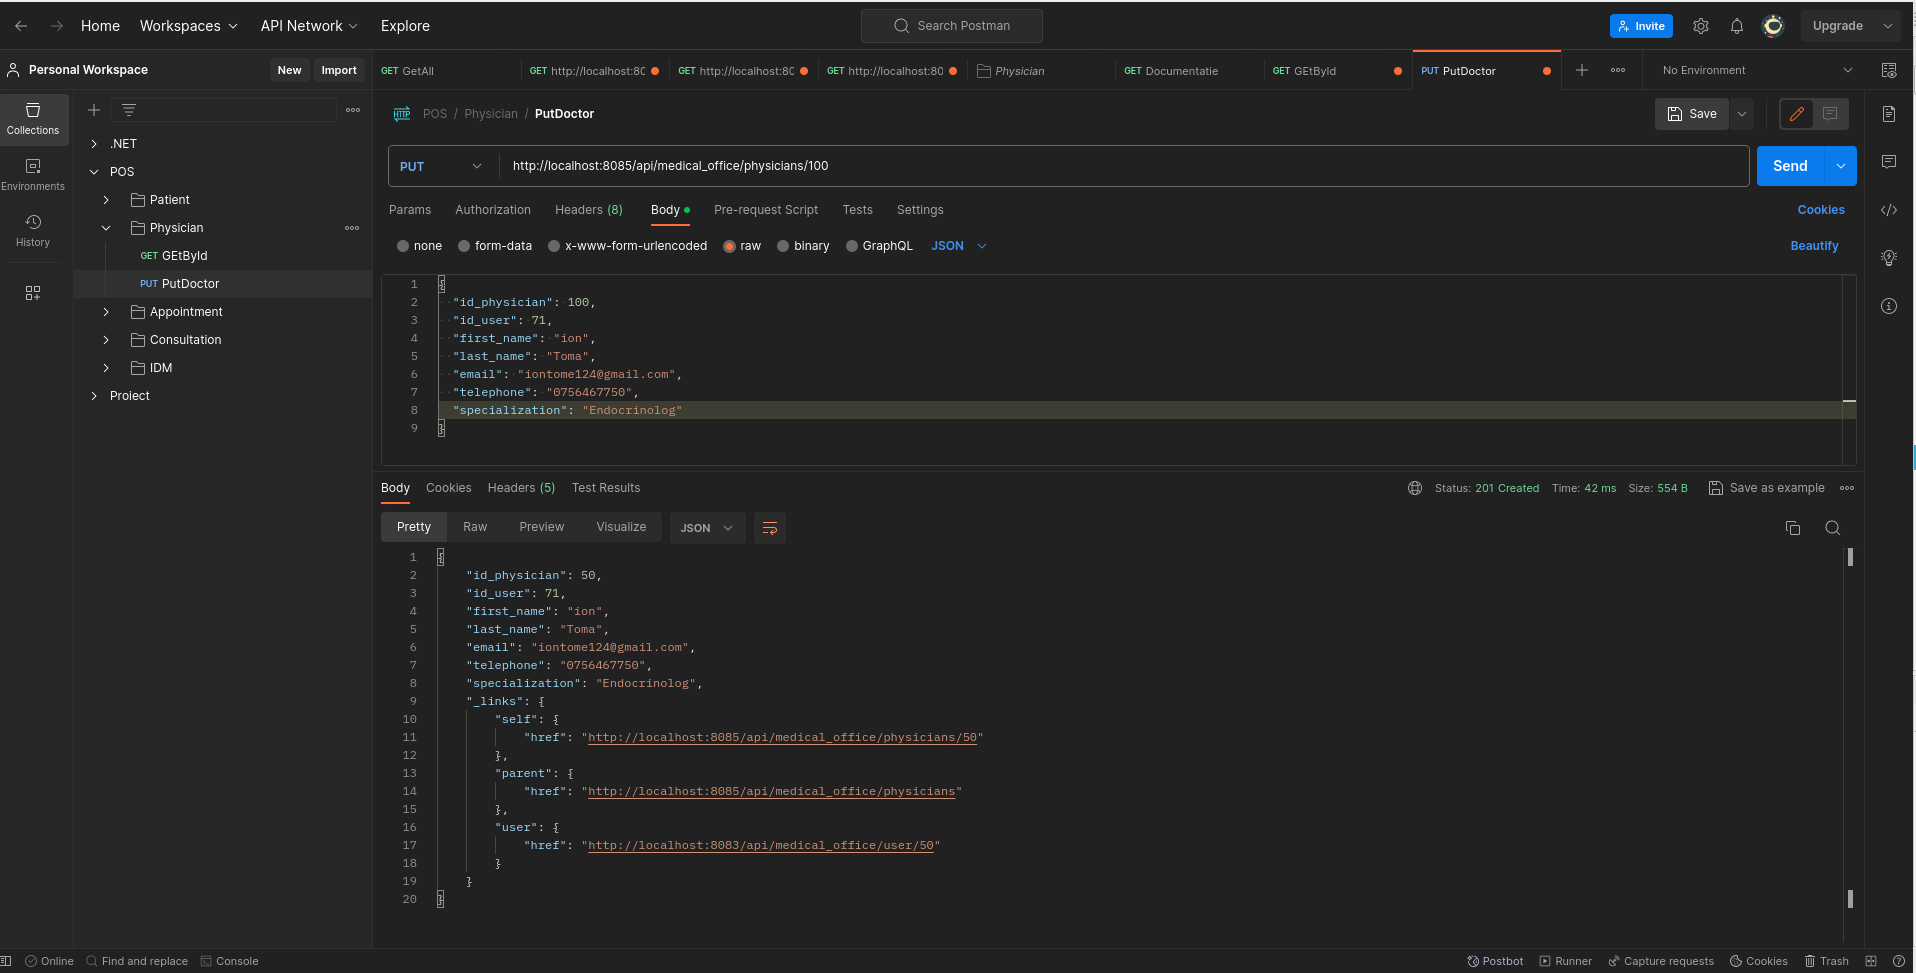 Home Workspaces API Network Explore Search Postman Invite Upgrade
Personal Workspace New Import
GET GetAll GET http://localhost:80 GET http://localhost:80 GET http://localhost:80 Physician GET Documentatie GET GEtById PUT PutDoctor No Environment
Collections
Environments
History
.NET
POS
Patient
Physician
GET GEtById
PUT PutDoctor
Appointment
Consultation
IDM
Proiect
HTTP POS / Physician / PutDoctor Save
PUT http://localhost:8085/api/medical_office/physicians/100 Send
Params Authorization Headers (8) Body Pre-request Script Tests Settings Cookies
none form-data x-www-form-urlencoded raw binary GraphQL JSON Beautify
1 {
2 "id_physician": 100,
3 "id_user": 71,
4 "first_name": "ion",
5 "last_name": "Toma",
6 "email": "iontome124@gmail.com",
7 "telephone": "0756467750",
8 "specialization": "Endocrinolog"
9 }
Body Cookies Headers (5) Test Results Status: 201 Created Time: 42 ms Size: 554 B Save as example
Pretty Raw Preview Visualize JSON
1 {
2 "id_physician": 50,
3 "id_user": 71,
4 "first_name": "ion",
5 "last_name": "Toma",
6 "email": "iontome124@gmail.com",
7 "telephone": "0756467750",
8 "specialization": "Endocrinolog",
9 "_links": {
10 "self": {
11 "href": "http://localhost:8085/api/medical_office/physicians/50"
12 },
13 "parent": {
14 "href": "http://localhost:8085/api/medical_office/physicians"
15 },
16 "user": {
17 "href": "http://localhost:8083/api/medical_office/user/50"
18 }
19 }
20 }
Online Find and replace Console Postbot Runner Capture requests Cookies Trash